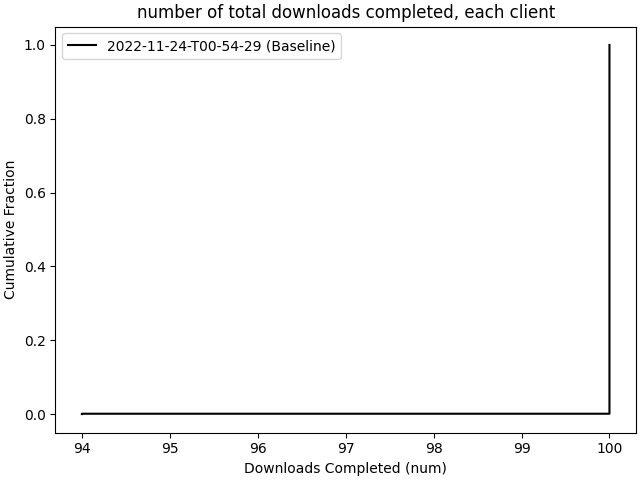 number of total downloads completed, each client
2022-11-24-T00-54-29 (Baseline)
Cumulative Fraction
1.0
0.8
0.6
0.4
0.2
0.0
94 95 96 97 98 99 100
Downloads Completed (num)